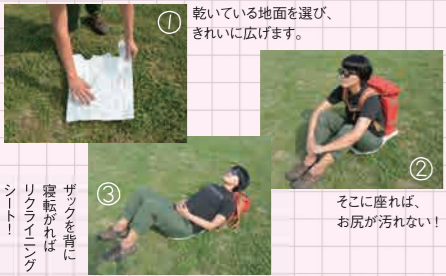 ①
乾いている地面を選び、
きれいに広げます。
②
そこに座れば、
お尻が汚れない！
③
ザックを背に
寝転がれば
リクライニング
シート！